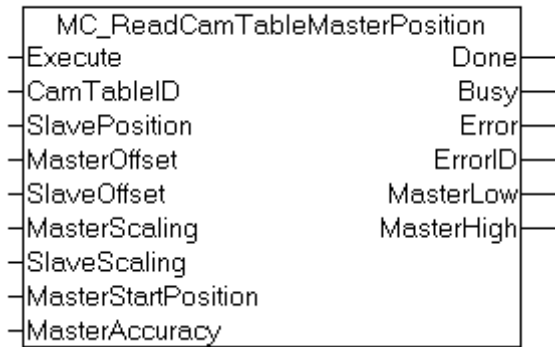 MC_ReadCamTableMasterPosition
Execute Done
CamTableID Busy
SlavePosition Error
MasterOffset ErrorID
SlaveOffset MasterLow
MasterScaling MasterHigh
SlaveScaling
MasterStartPosition
MasterAccuracy